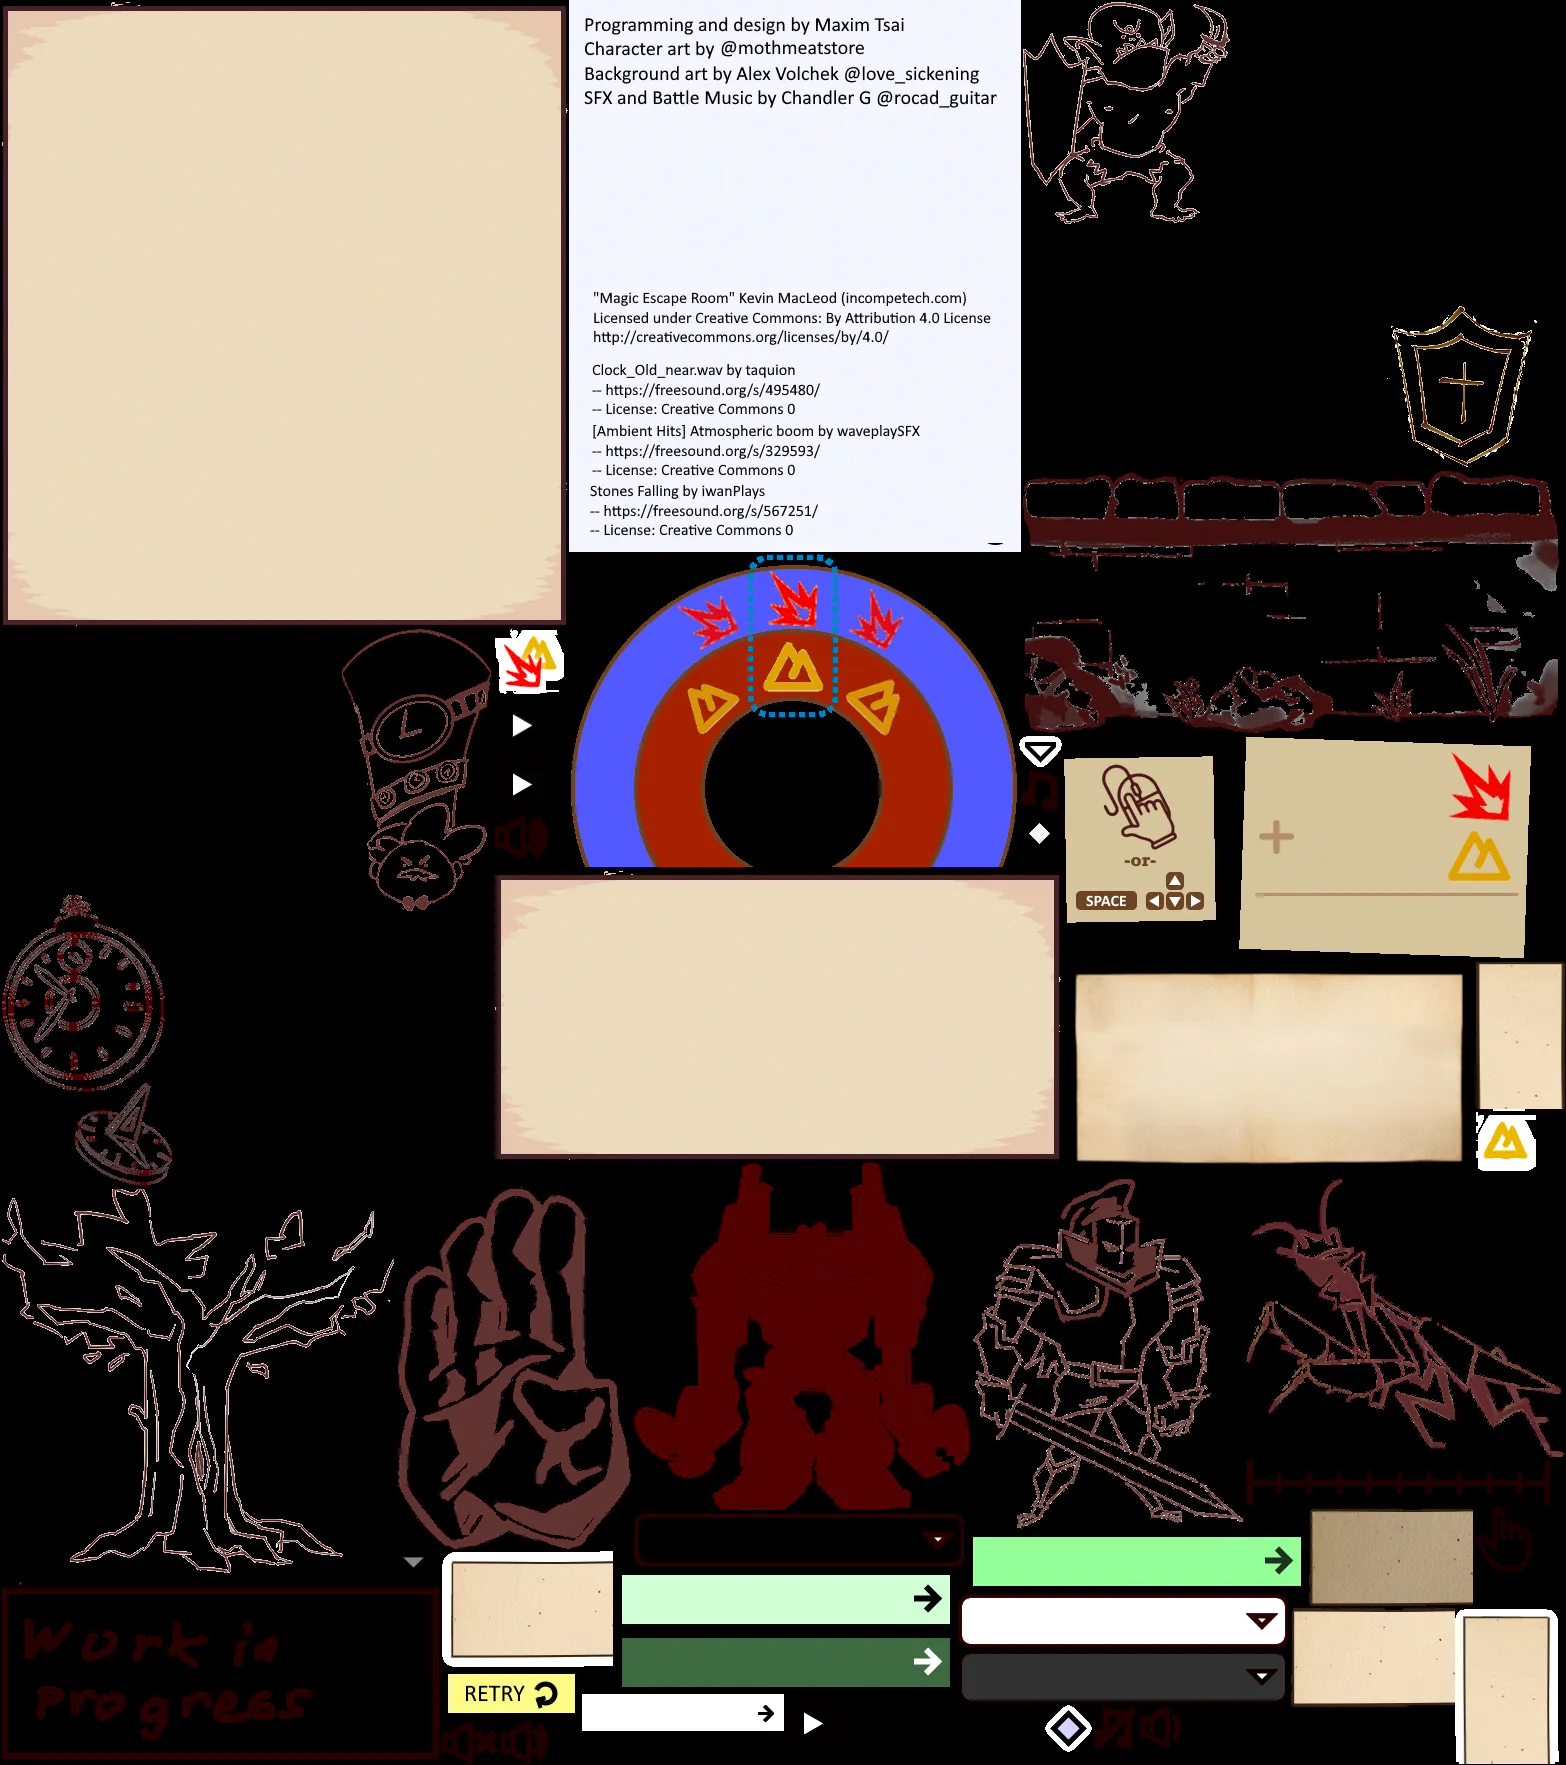 Programming and design by Maxim Tsai
Character art by @mothmeatstore
Background art by Alex Volchek @love_sickening
SFX and Battle Music by Chandler G @rocad_guitar
"Magic Escape Room" Kevin MacLeod (incompetech.com)
Licensed under Creative Commons: By Attribution 4.0 License
http://creativecommons.org/licenses/by/4.0/
Clock_Old_near.wav by taquion
-- https://freesound.org/s/495480/
-- License: Creative Commons 0
[Ambient Hits] Atmospheric boom by waveplaySFX
-- https://freesound.org/s/329593/
-- License: Creative Commons 0
Stones Falling by iwanPlays
-- https://freesound.org/s/567251/
-- License: Creative Commons 0
-or-
SPACE
Work in
progress
RETRY